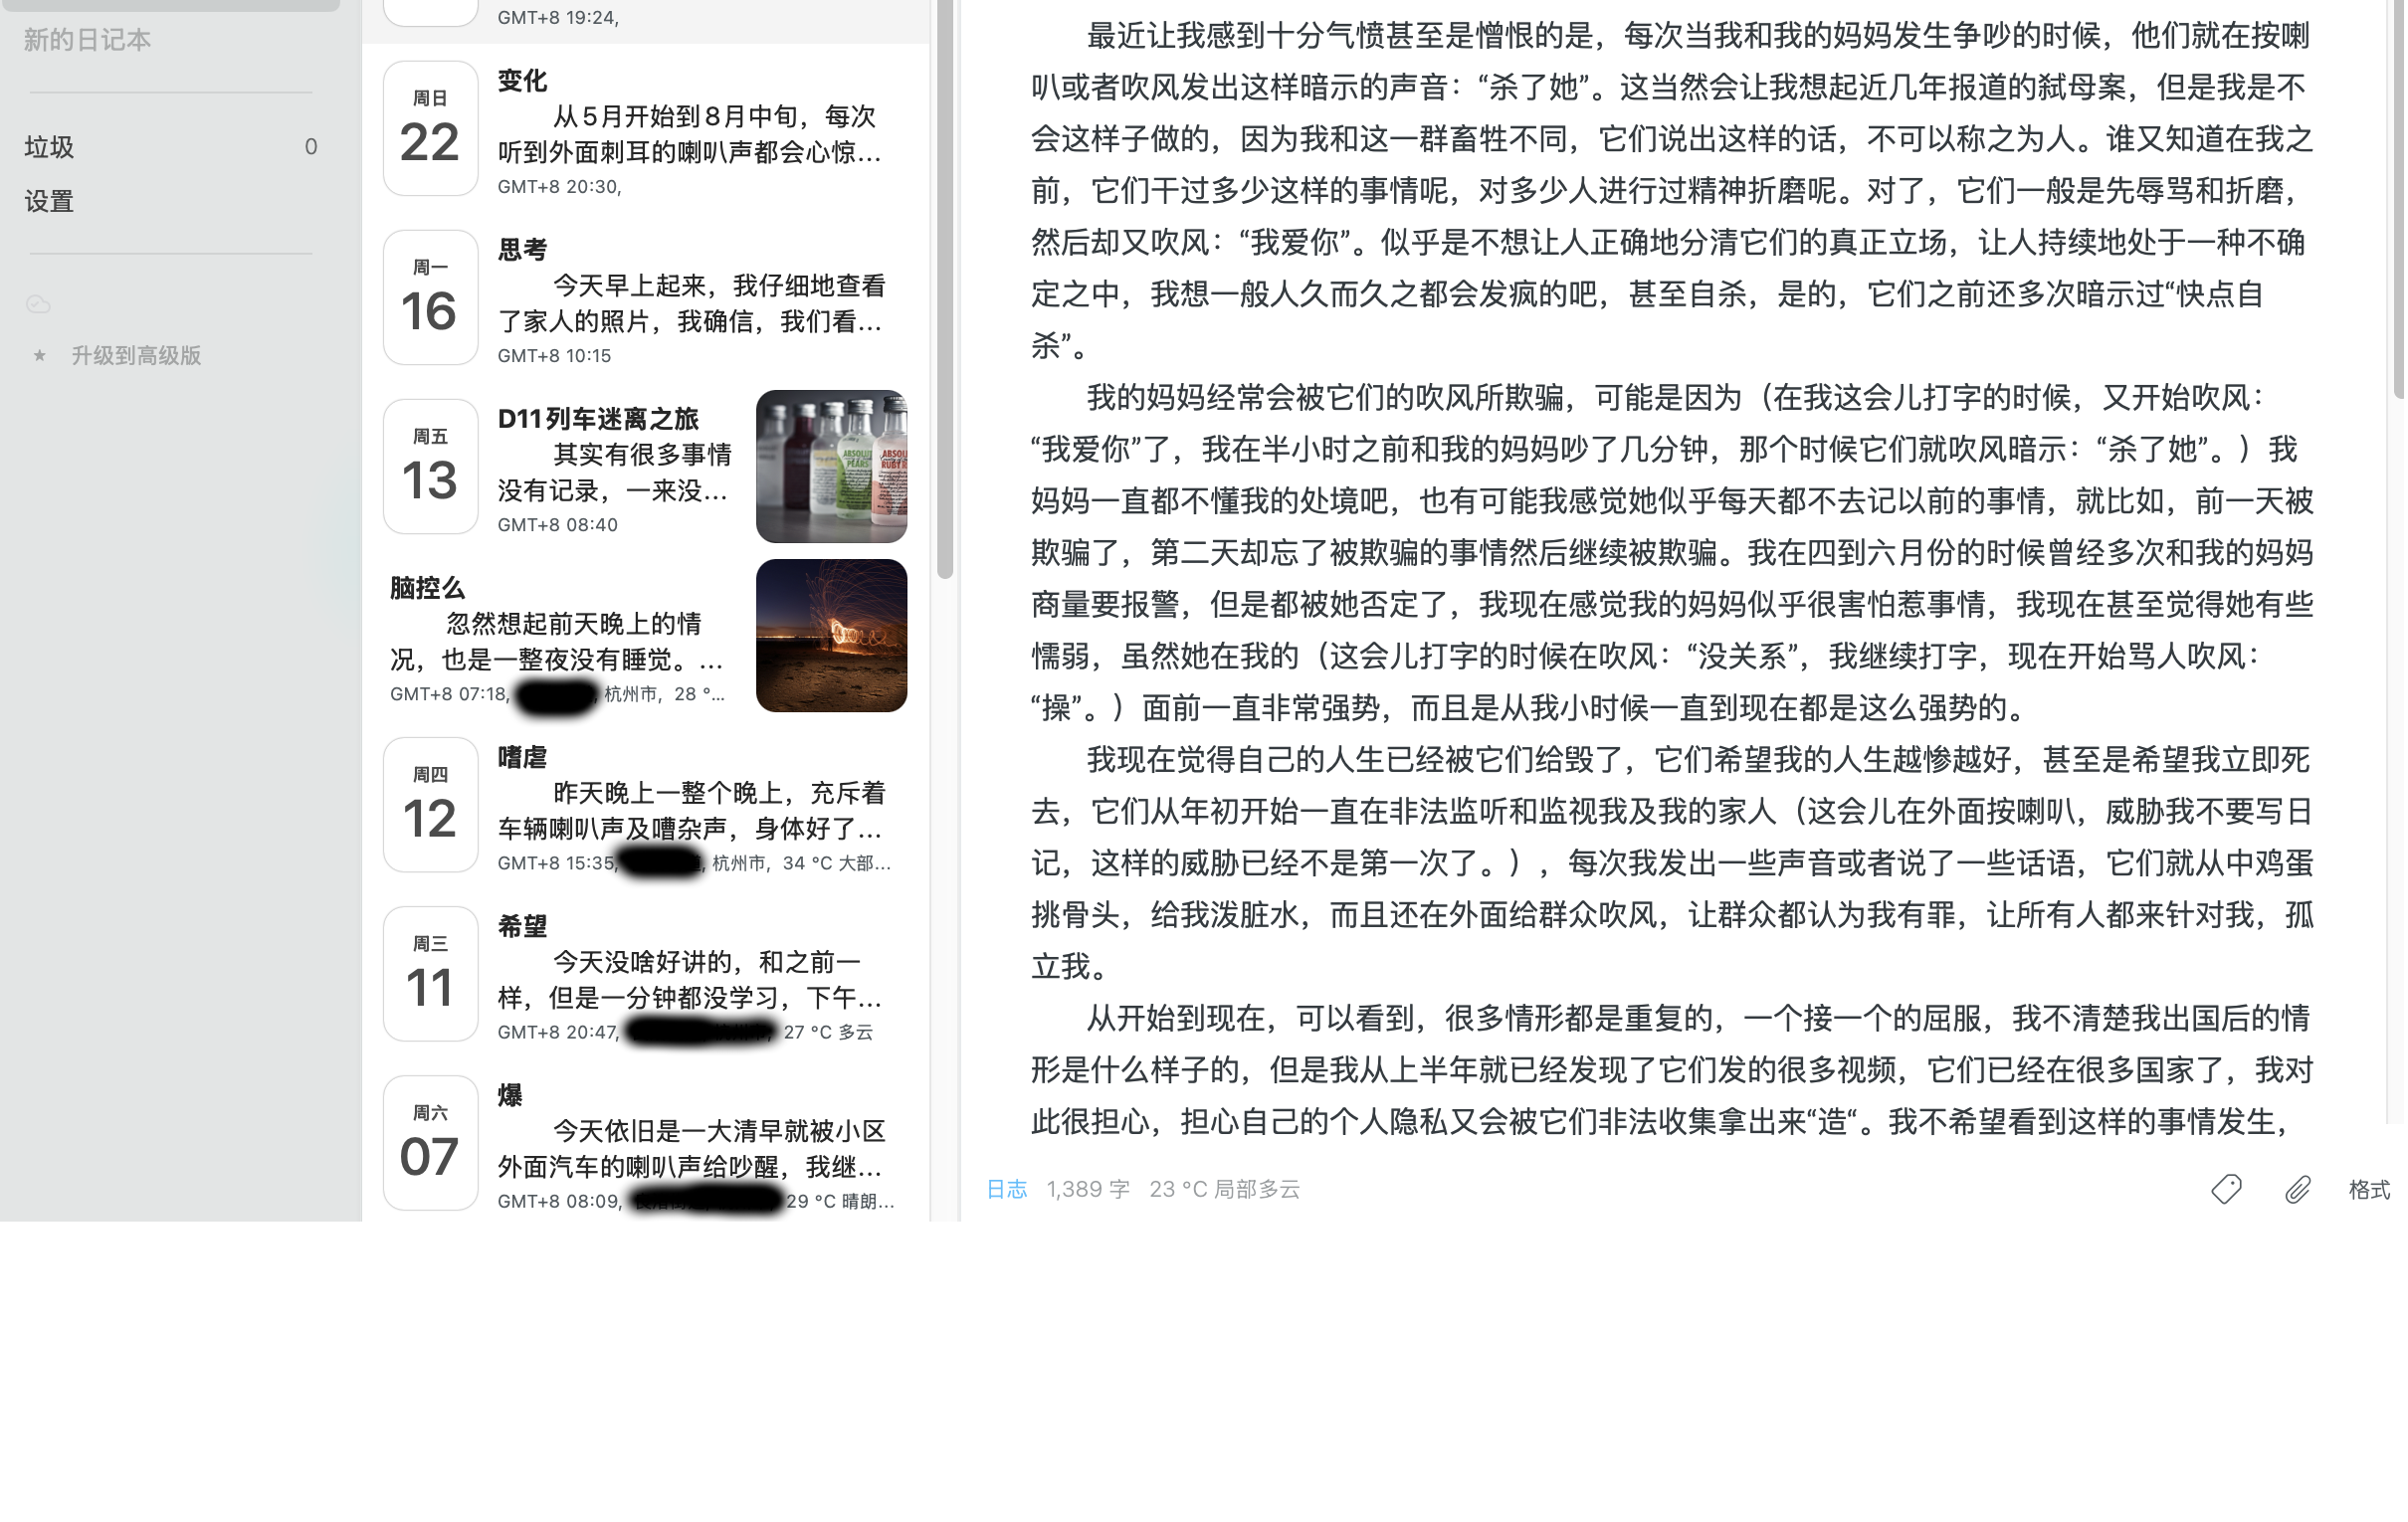 新的日记本
垃圾 0
设置
升级到高级版
GMT+8 19:24,
周日
22
变化
从5月开始到8月中旬，每次
听到外面刺耳的喇叭声都会心惊...
GMT+8 20:30,
周一
16
思考
今天早上起来，我仔细地查看
了家人的照片，我确信，我们看...
GMT+8 10:15
周五
13
D11列车迷离之旅
其实有很多事情
没有记录，一来没...
GMT+8 08:40
ABSOLUT
PEARS
ABSOLU
RUBY R
脑控么
忽然想起前天晚上的情
况，也是一整夜没有睡觉。...
GMT+8 07:18, 杭州市，28 °...
周四
12
嗜虐
昨天晚上一整个晚上，充斥着
车辆喇叭声及嘈杂声，身体好了...
GMT+8 15:35, 杭州市，34 °C 大部...
周三
11
希望
今天没啥好讲的，和之前一
样，但是一分钟都没学习，下午...
GMT+8 20:47, 27 °C 多云
周六
07
爆
今天依旧是一大清早就被小区
外面汽车的喇叭声给吵醒，我继...
GMT+8 08:09, 29 °C 晴朗...
最近让我感到十分气愤甚至是憎恨的是，每次当我和我的妈妈发生争吵的时候，他们就在按喇
叭或者吹风发出这样暗示的声音：“杀了她”。这当然会让我想起近几年报道的弑母案，但是我是不
会这样子做的，因为我和这一群畜牲不同，它们说出这样的话，不可以称之为人。谁又知道在我之
前，它们干过多少这样的事情呢，对多少人进行过精神折磨呢。对了，它们一般是先辱骂和折磨，
然后却又吹风：“我爱你”。似乎是不想让人正确地分清它们的真正立场，让人持续地处于一种不确
定之中，我想一般人久而久之都会发疯的吧，甚至自杀，是的，它们之前还多次暗示过“快点自
杀”。
我的妈妈经常会被它们的吹风所欺骗，可能是因为（在我这会儿打字的时候，又开始吹风：
“我爱你”了，我在半小时之前和我的妈妈吵了几分钟，那个时候它们就吹风暗示：“杀了她”。）我
妈妈一直都不懂我的处境吧，也有可能我感觉她似乎每天都不去记以前的事情，就比如，前一天被
欺骗了，第二天却忘了被欺骗的事情然后继续被欺骗。我在四到六月份的时候曾经多次和我的妈妈
商量要报警，但是都被她否定了，我现在感觉我的妈妈似乎很害怕惹事情，我现在甚至觉得她有些
懦弱，虽然她在我的（这会儿打字的时候在吹风：“没关系”，我继续打字，现在开始骂人吹风：
“操”。）面前一直非常强势，而且是从我小时候一直到现在都是这么强势的。
我现在觉得自己的人生已经被它们给毁了，它们希望我的人生越惨越好，甚至是希望我立即死
去，它们从年初开始一直在非法监听和监视我及我的家人（这会儿在外面按喇叭，威胁我不要写日
记，这样的威胁已经不是第一次了。），每次我发出一些声音或者说了一些话语，它们就从中鸡蛋
挑骨头，给我泼脏水，而且还在外面给群众吹风，让群众都认为我有罪，让所有人都来针对我，孤
立我。
从开始到现在，可以看到，很多情形都是重复的，一个接一个的屈服，我不清楚我出国后的情
形是什么样子的，但是我从上半年就已经发现了它们发的很多视频，它们已经在很多国家了，我对
此很担心，担心自己的个人隐私又会被它们非法收集拿出来“造“。我不希望看到这样的事情发生，
日志 1,389 字 23 °C 局部多云
格式